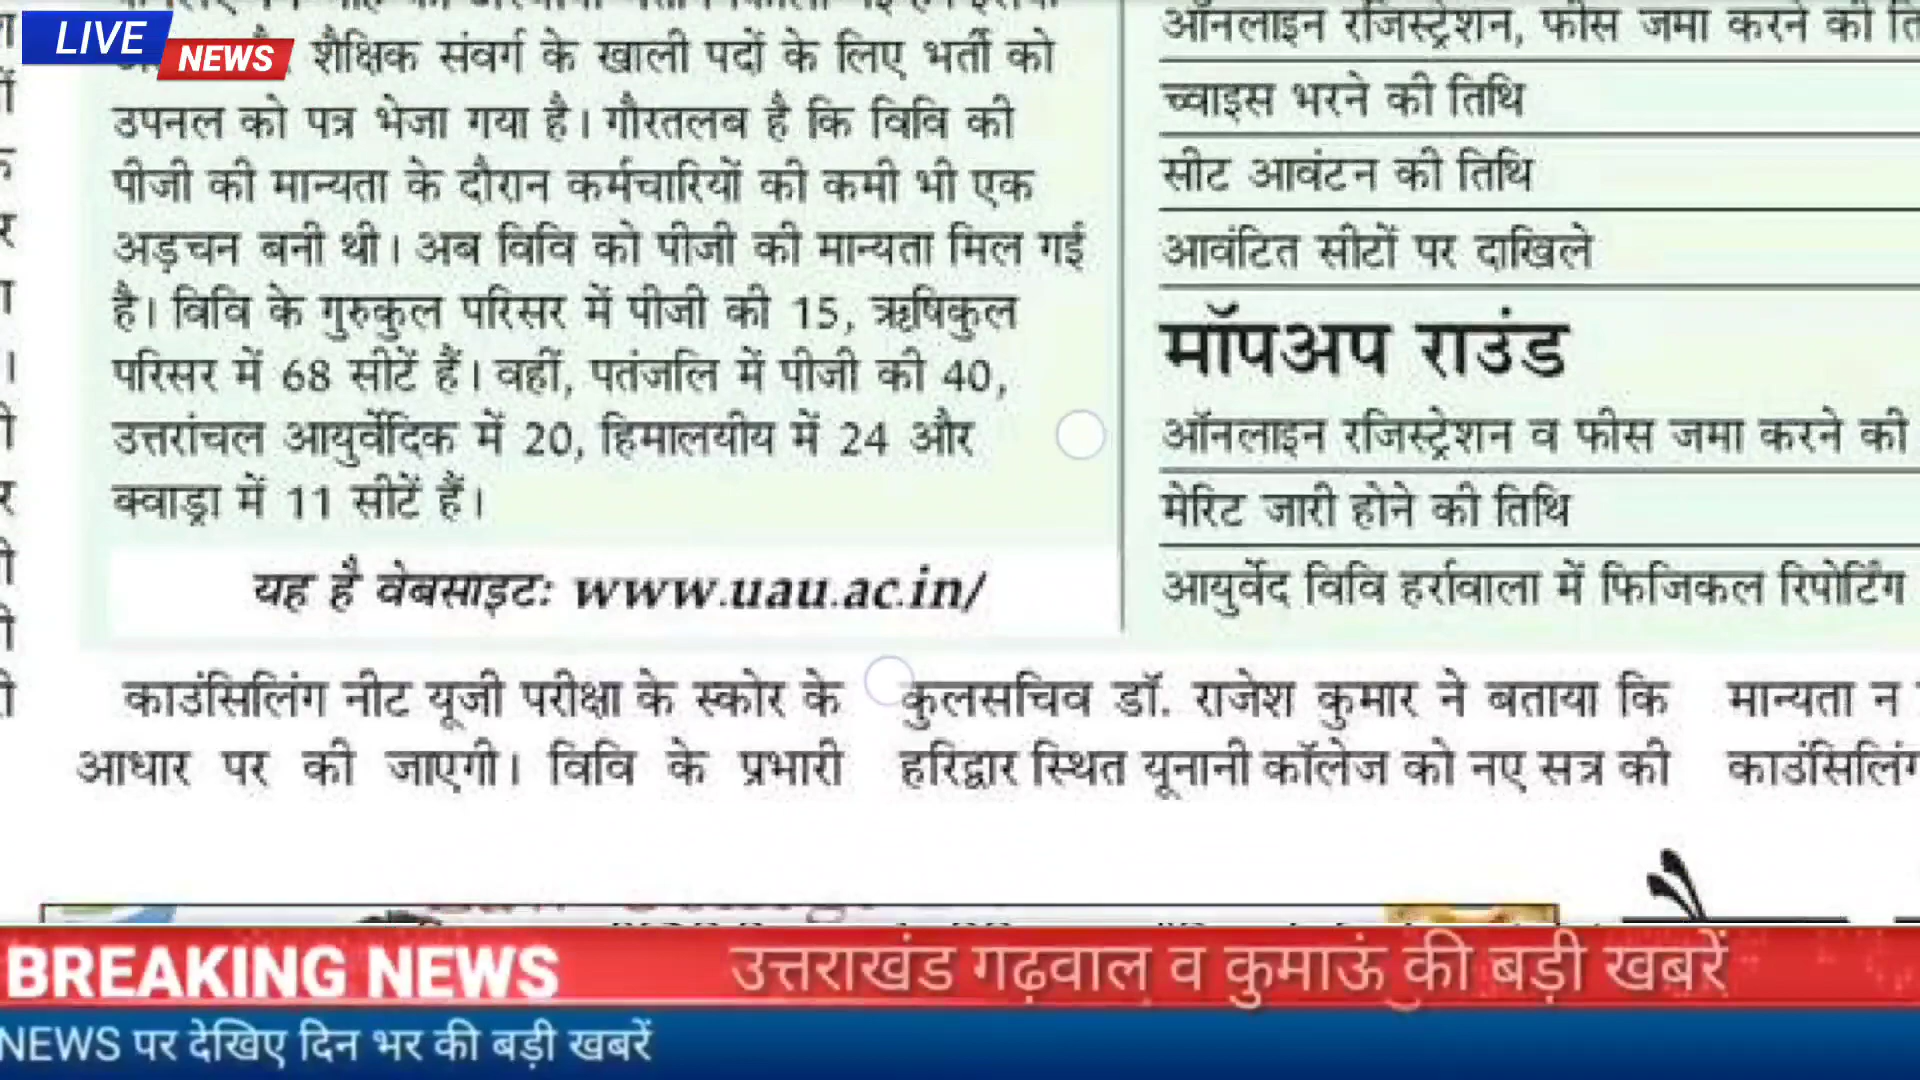 LIVE
NEWS
शैक्षिक संवर्ग के खाली पदों के लिए भर्ती को
उपनल को पत्र भेजा गया है। गौरतलब है कि विवि की
पीजी की मान्यता के दौरान कर्मचारियों की कमी भी एक
अड़चन बनी थी। अब विवि को पीजी की मान्यता मिल गई
है। विवि के गुरुकुल परिसर में पीजी की 15, ऋषिकुल
परिसर में 68 सीटें हैं। वहीं, पतंजलि में पीजी की 40,
उत्तरांचल आयुर्वेदिक में 20, हिमालयीय में 24 और
क्वाड्रा में 11 सीटें हैं।
यह है वेबसाइट: www.uau.ac.in/
ऑनलाइन रजिस्ट्रेशन, फीस जमा करने की
च्वाइस भरने की तिथि
सीट आवंटन की तिथि
आवंटित सीटों पर दाखिले
मॉपअप राउंड
ऑनलाइन रजिस्ट्रेशन व फीस जमा करने की
मेरिट जारी होने की तिथि
आयुर्वेद विवि हर्रावाला में फिजिकल रिपोर्टिंग
काउंसिलिंग नीट यूजी परीक्षा के स्कोर के
आधार पर की जाएगी। विवि के प्रभारी
कुलसचिव डॉ. राजेश कुमार ने बताया कि
हरिद्वार स्थित यूनानी कॉलेज को नए सत्र की
मान्यता न
काउंसिलिंग
BREAKING NEWS
उत्तराखंड गढ़वाल व कुमाऊं की बड़ी खबरें
NEWS पर देखिए दिन भर की बड़ी खबरें